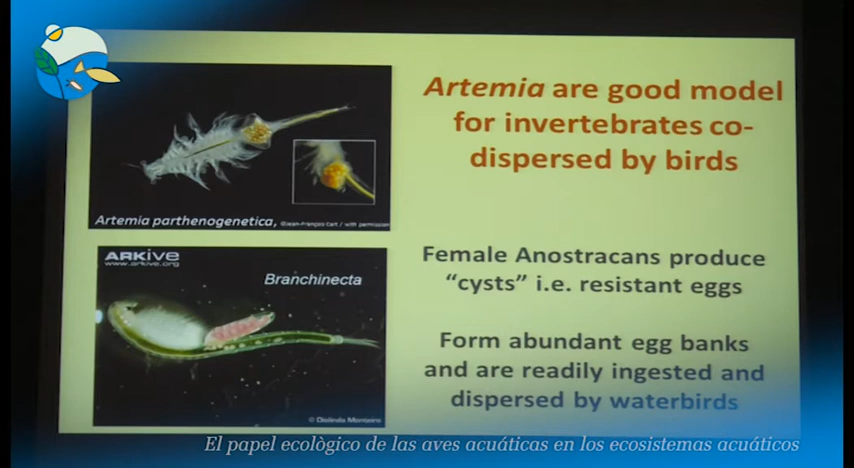 Artemia are good model
for invertebrates co-
dispersed by birds
Artemia parthenogenetica, ©Jean-François Cart / with permission
ARKive
www.arkive.org
Branchinecta
© Diolinda Monteiro
Female Anostracans produce
“cysts” i.e. resistant eggs
Form abundant egg banks
and are readily ingested and
dispersed by waterbirds
El papel ecològico de las aves acuáticas en los ecosistemas acuáticos